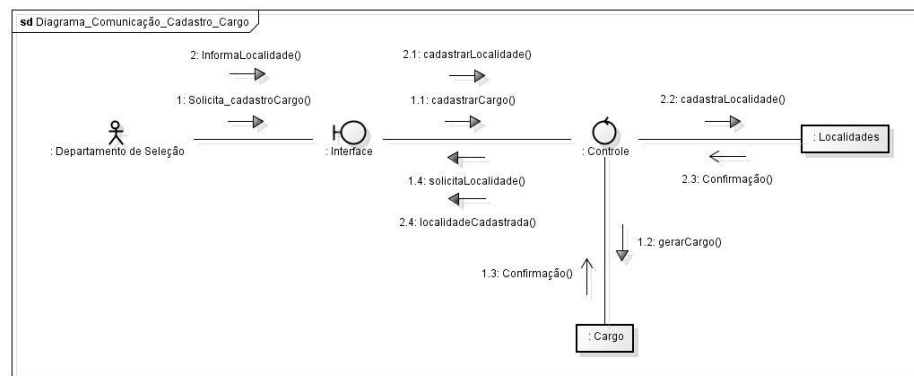 sd Diagrama_Comunicação_Cadastro_Cargo
2: InformaLocalidade()
2.1: cadastrarLocalidade()
1: Solicita_cadastroCargo()
1.1: cadastrarCargo()
2.2: cadastraLocalidade()
: Departamento de Seleção
: Interface
: Controle
: Localidades
1.4: solicitaLocalidade()
2.3: Confirmação()
2.4: localidadeCadastrada()
1.2: gerarCargo()
1.3: Confirmação()
: Cargo